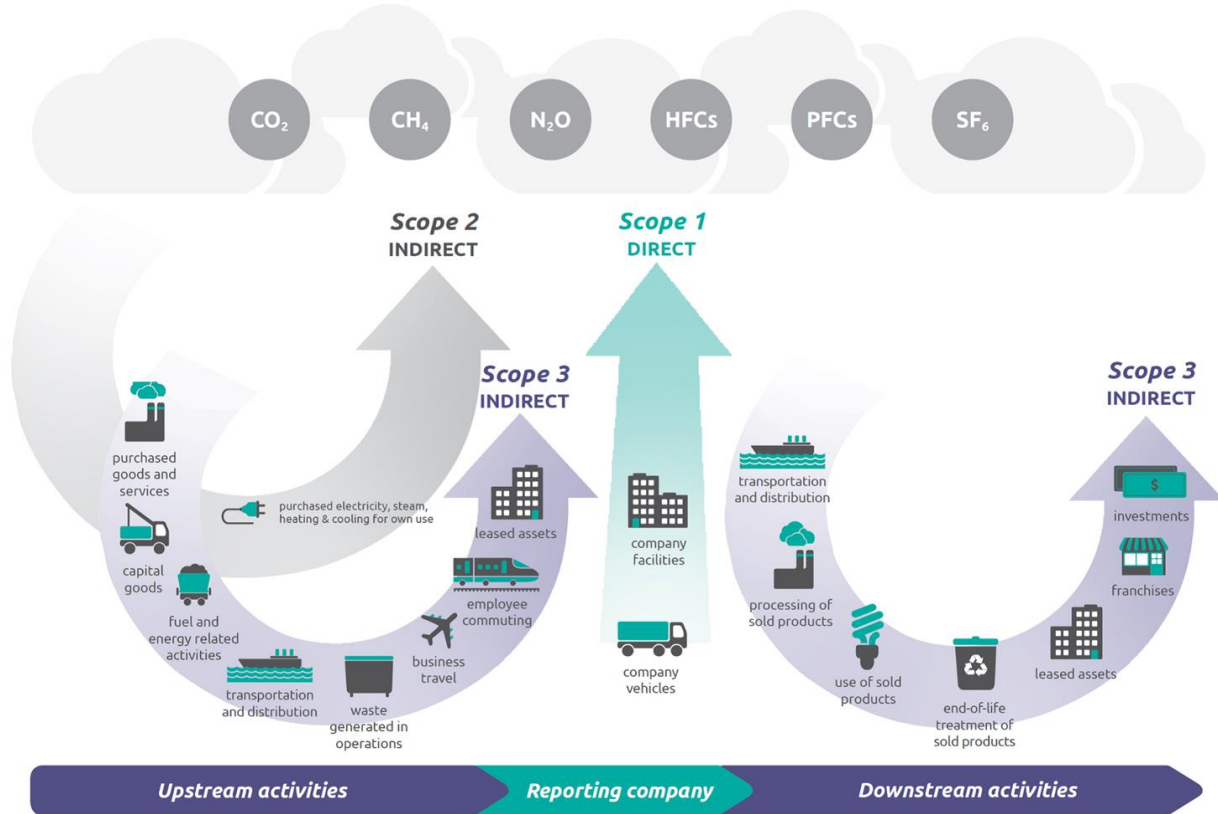 CO₂
CH₄
N₂O
HFCs
PFCs
SF₆
Scope 2
INDIRECT
Scope 1
DIRECT
Scope 3
INDIRECT
Scope 3
INDIRECT
purchased
goods and
services
capital
goods
fuel and
energy related
activities
transportation
and distribution
waste
generated in
operations
business
travel
employee
commuting
leased assets
purchased electricity, steam,
heating & cooling for own use
company
facilities
company
vehicles
transportation
and distribution
processing of
sold products
use of sold
products
end-of-life
treatment of
sold products
leased assets
franchises
$
investments
Upstream activities
Reporting company
Downstream activities